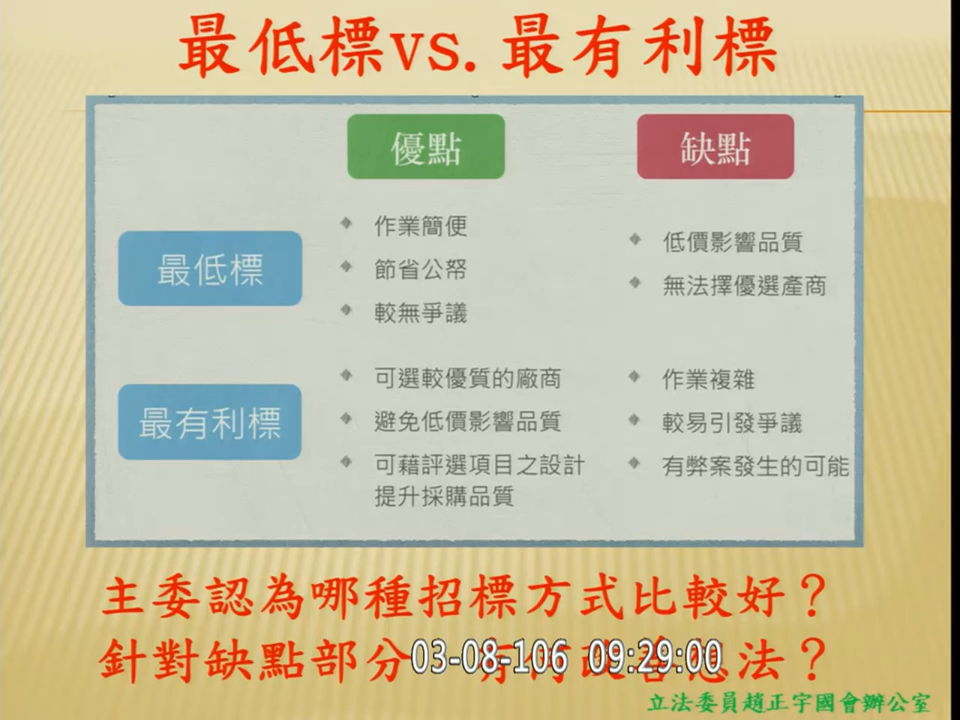 最低標vs.最有利標
優點
缺點
最低標
作業簡便
節省公帑
較無爭議
低價影響品質
無法擇優選產商
最有利標
可選較優質的廠商
避免低價影響品質
可藉評選項目之設計
提升採購品質
作業複雜
較易引發爭議
有弊案發生的可能
主委認為哪種招標方式比較好？
針對缺點部分 法？
03-08-106 09:29:00
立法委員趙正宇國會辦公室